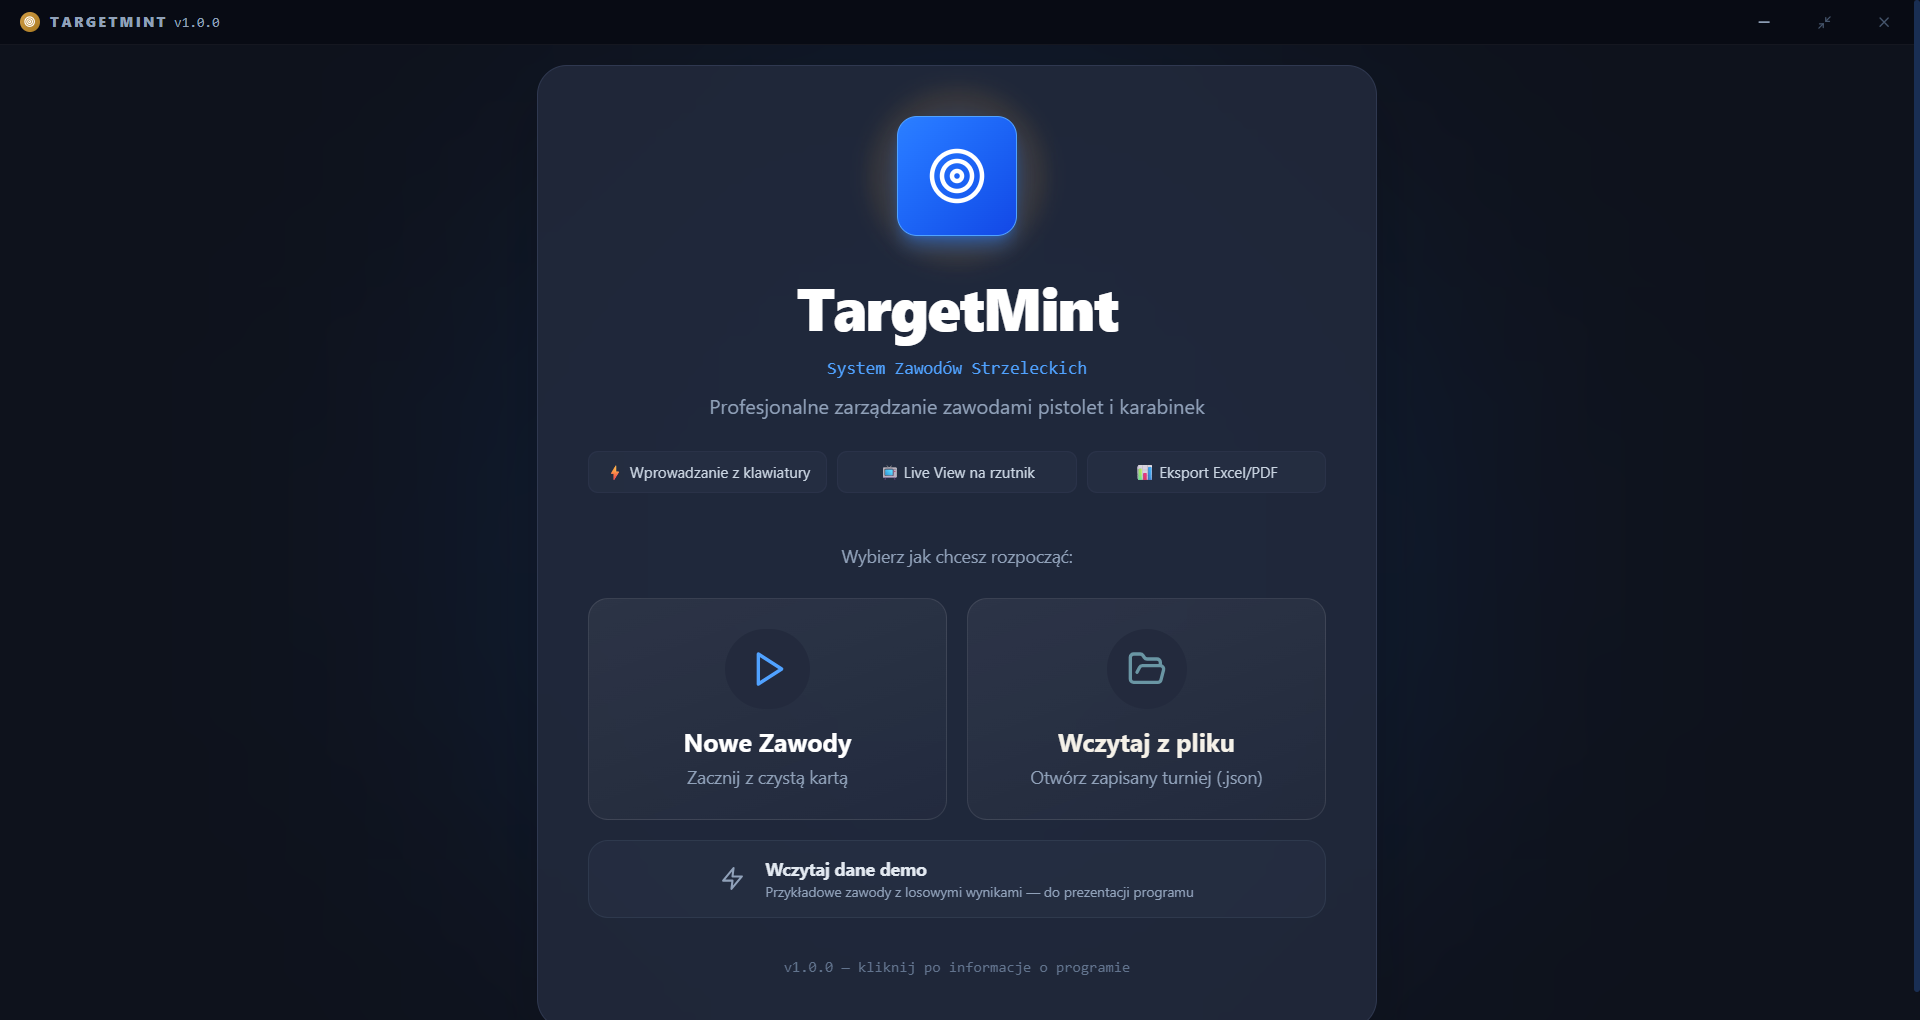 TARGETMINT v1.0.0
TargetMint
System Zawodów Strzeleckich
Profesjonalne zarządzanie zawodami pistolet i karabinek
Wprowadzanie z klawiatury
Live View na rzutnik
Eksport Excel/PDF
Wybierz jak chcesz rozpocząć:
Nowe Zawody
Zacznij z czystą kartą
Wczytaj z pliku
Otwórz zapisany turniej (.json)
Wczytaj dane demo
Przykładowe zawody z losowymi wynikami — do prezentacji programu
v1.0.0 — kliknij po informacje o programie